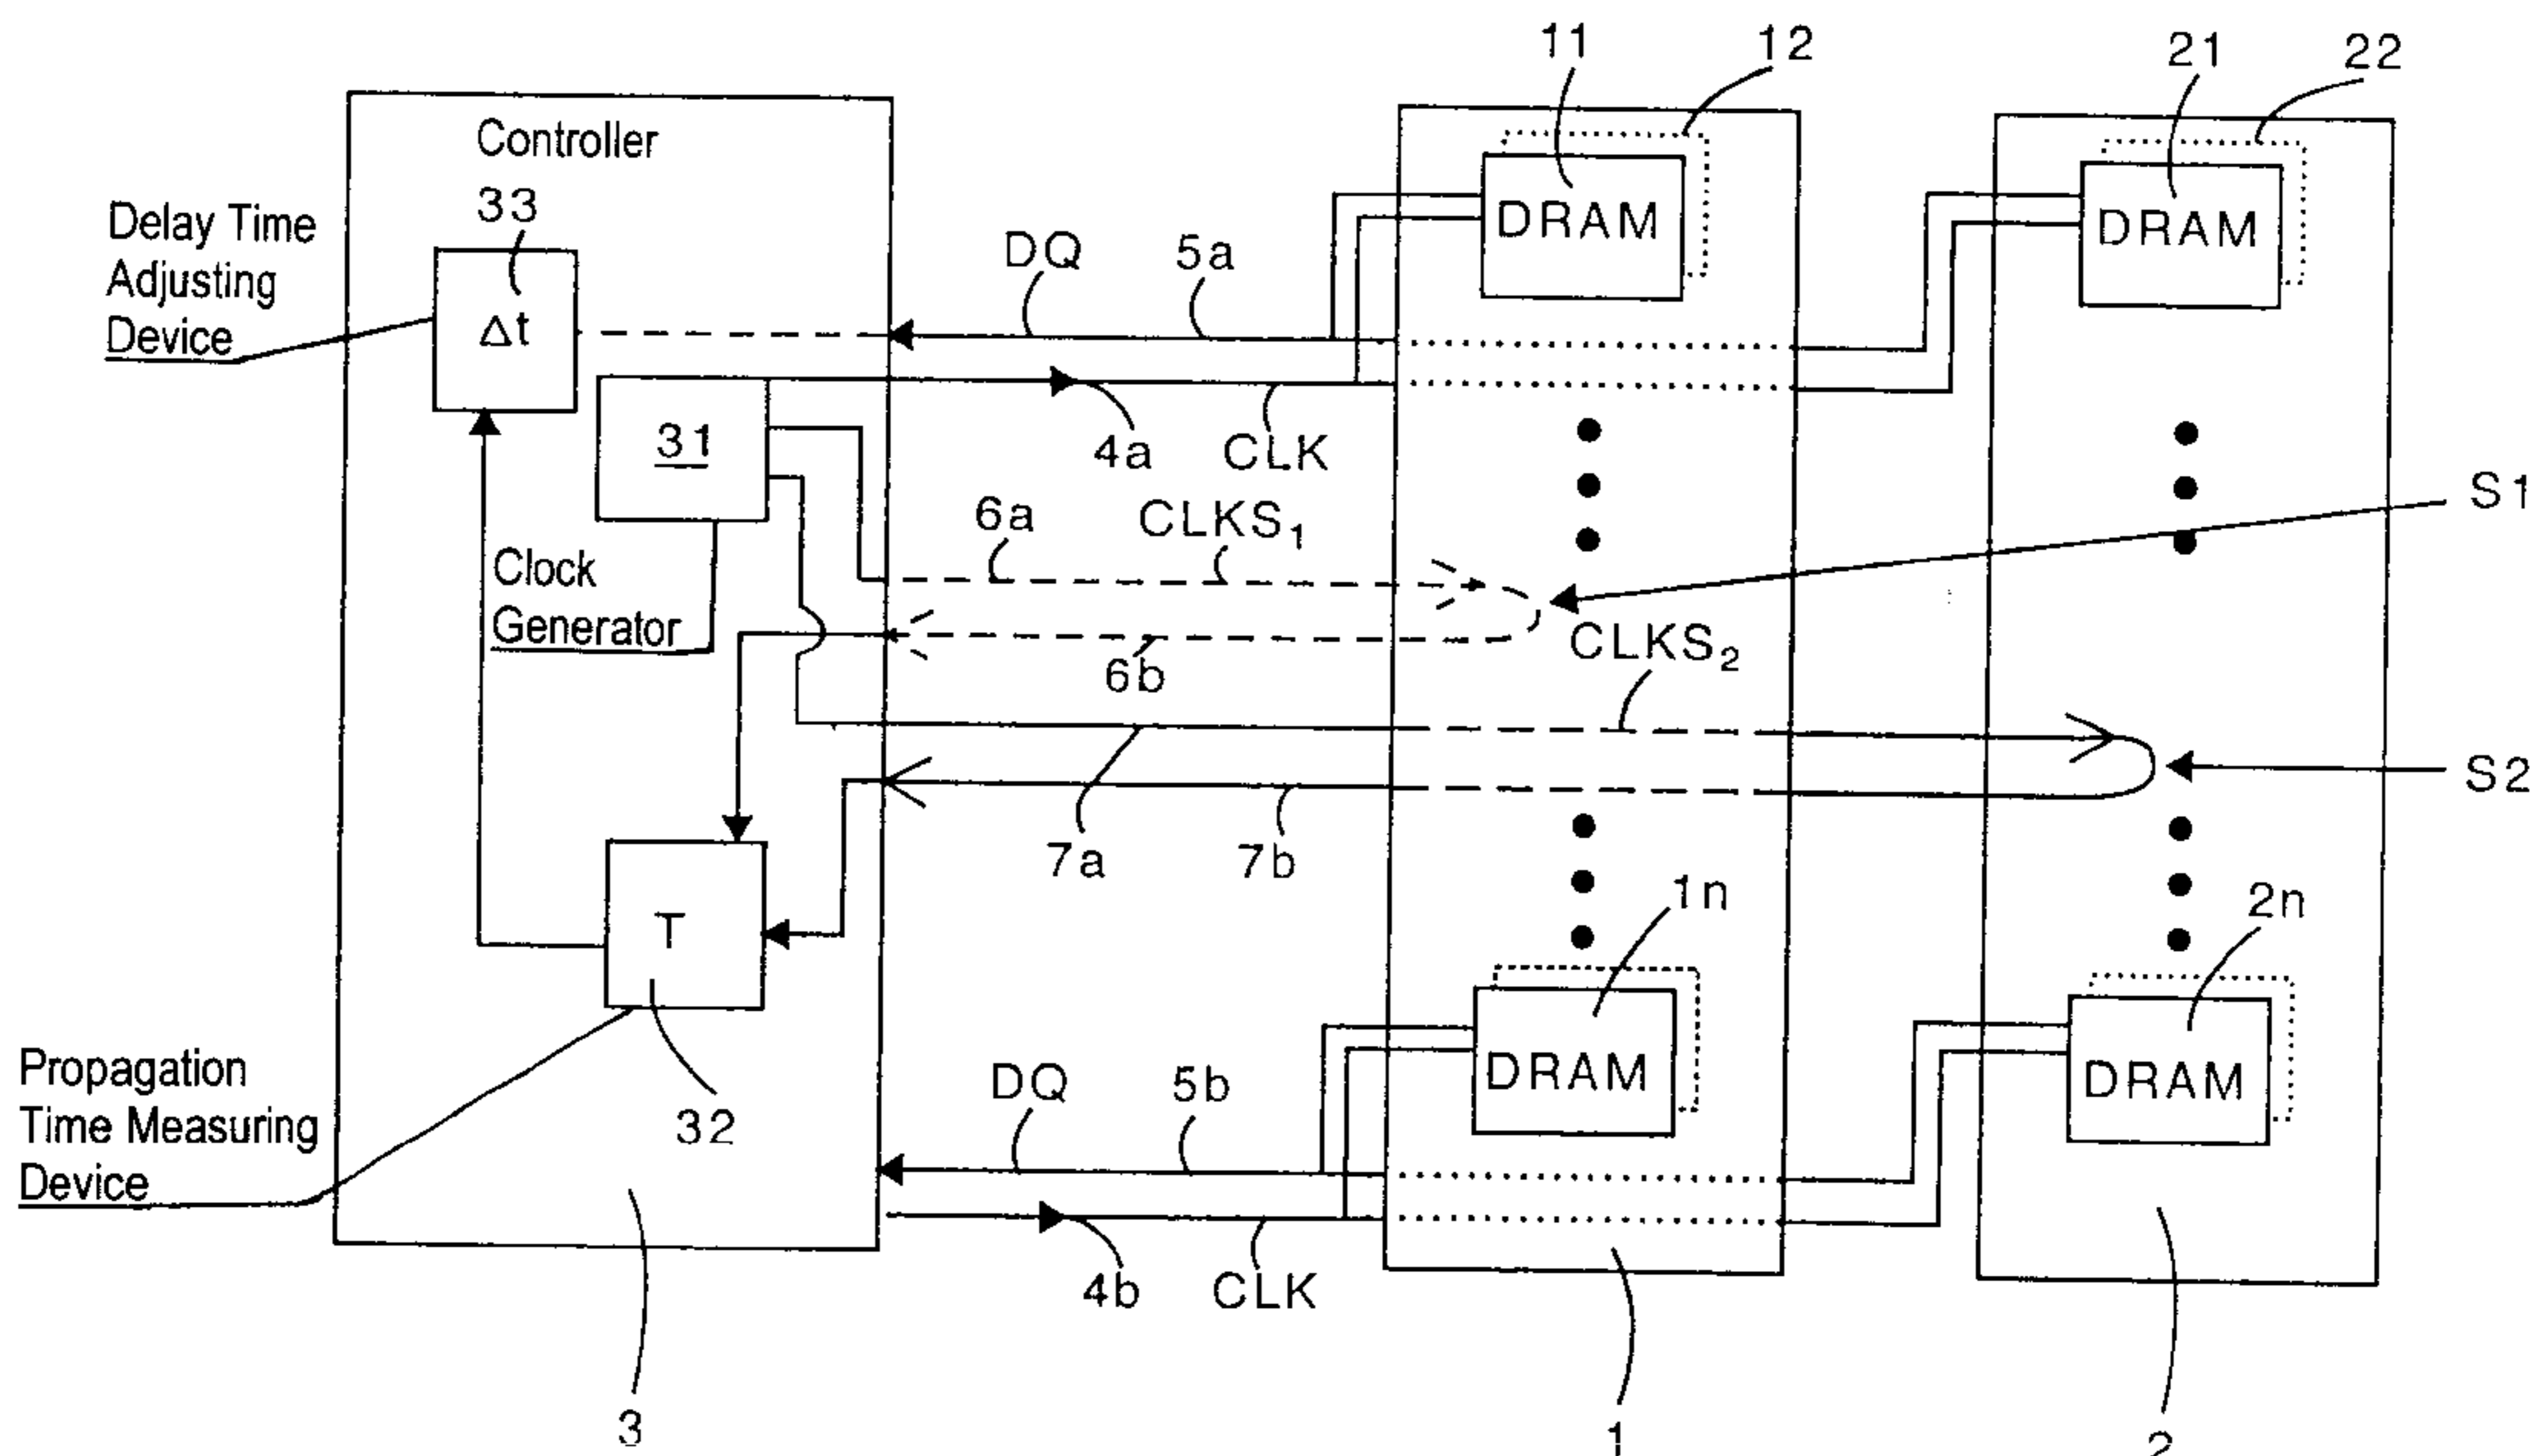 11
12
21
22
Controller
33
Delay Time
Adjusting
Device
Δt
DRAM
DRAM
DQ
5a
31
4a
CLK
S1
6a
CLKS₁
Clock
Generator
6b
CLKS₂
S2
7a
7b
T
1n
2n
32
Propagation
Time Measuring
Device
DQ
5b
DRAM
DRAM
4b
CLK
3
1
2